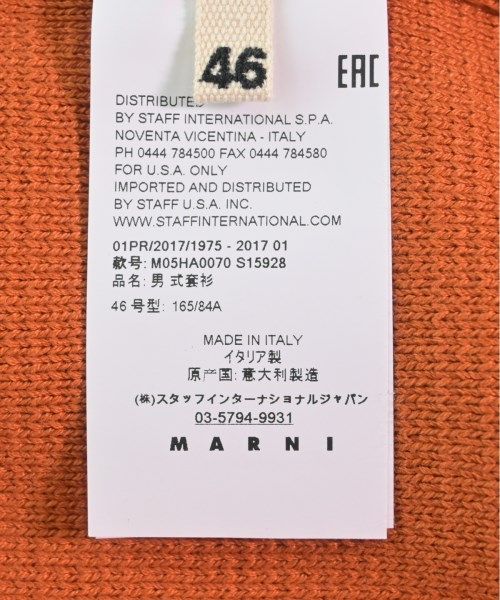 46
EAC
DISTRIBUTED
BY STAFF INTERNATIONAL S.P.A.
NOVENTA VICENTINA - ITALY
PH 0444 784500 FAX 0444 784580
FOR U.S.A. ONLY
IMPORTED AND DISTRIBUTED
BY STAFF U.S.A. INC.
WWW.STAFFINTERNATIONAL.COM
01PR/2017/1975 - 2017 01
款号: M05HA0070 S15928
品名: 男 式套衫
46 号型: 165/84A
MADE IN ITALY
イタリア製
原产国: 意大利製造
(株)スタッフインターナショナルジャパン
03-5794-9931
MARNI